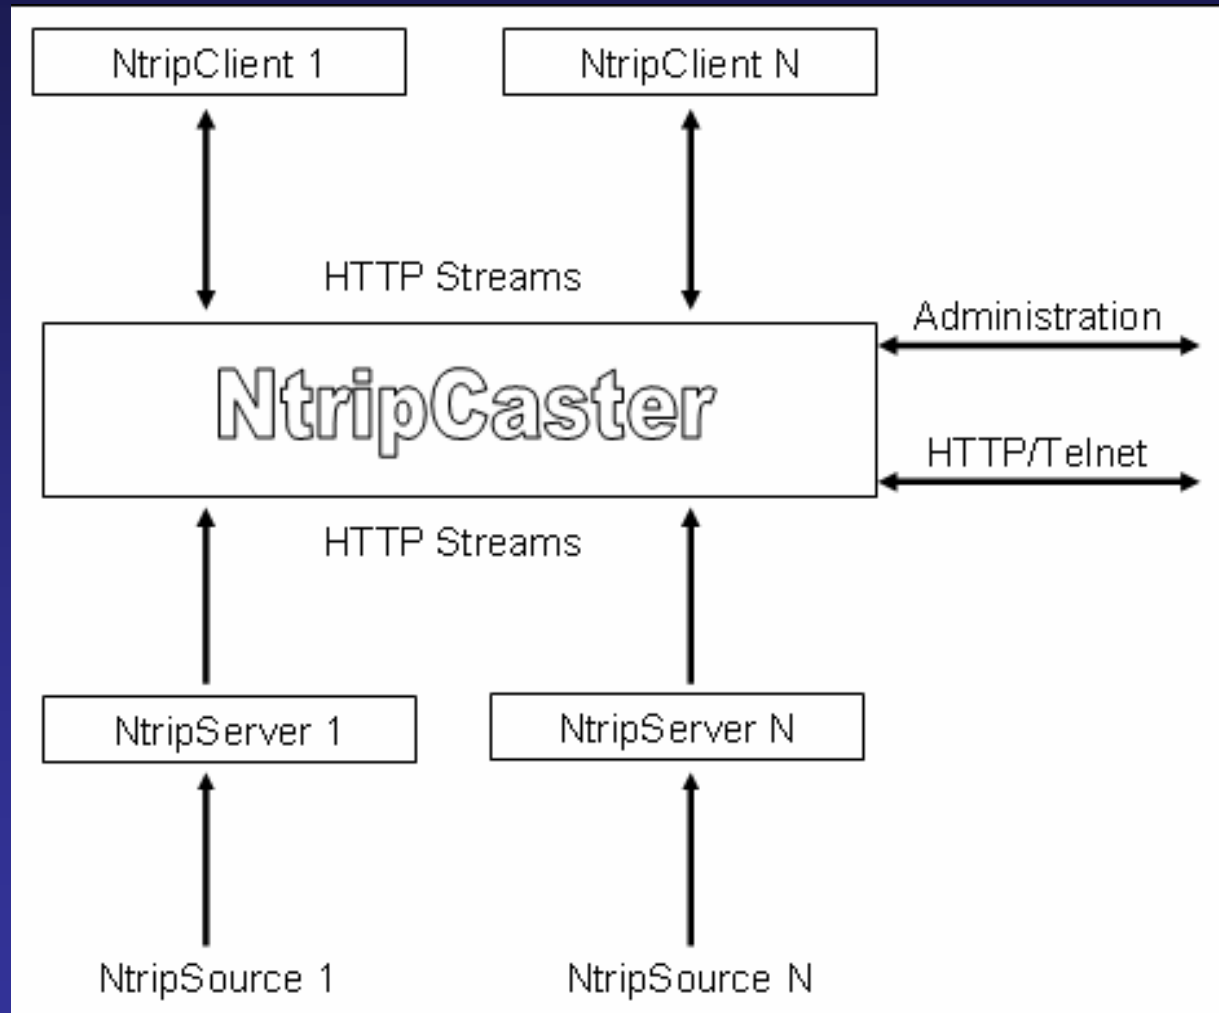 NtripClient 1
NtripClient N
HTTP Streams
Administration
NtripCaster
HTTP/Telnet
HTTP Streams
NtripServer 1
NtripServer N
NtripSource 1
NtripSource N